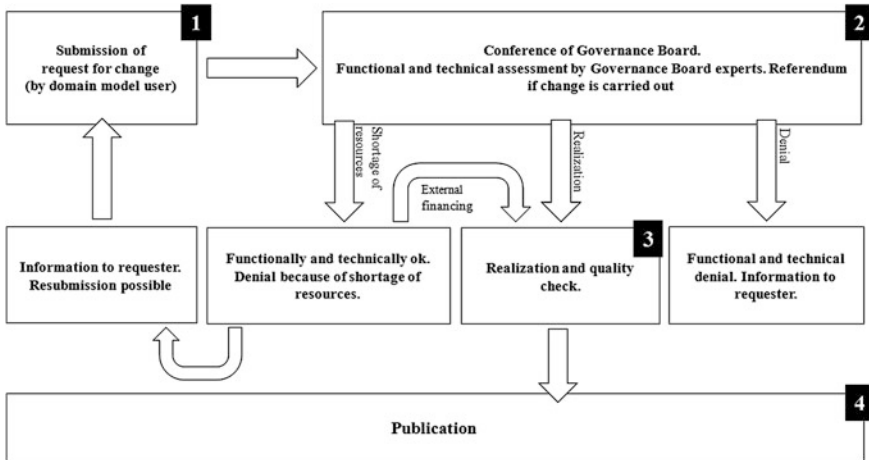 1
Submission of
request for change
(by domain model user)
2
Conference of Governance Board.
Functional and technical assessment by Governance Board experts. Referendum
if change is carried out
Shortage of
resources
Realization
Denial
External
financing
Information to requester.
Resubmission possible
Functionally and technically ok.
Denial because of shortage of
resources.
3
Realization and quality
check.
Functional and technical
denial. Information to
requester.
4
Publication